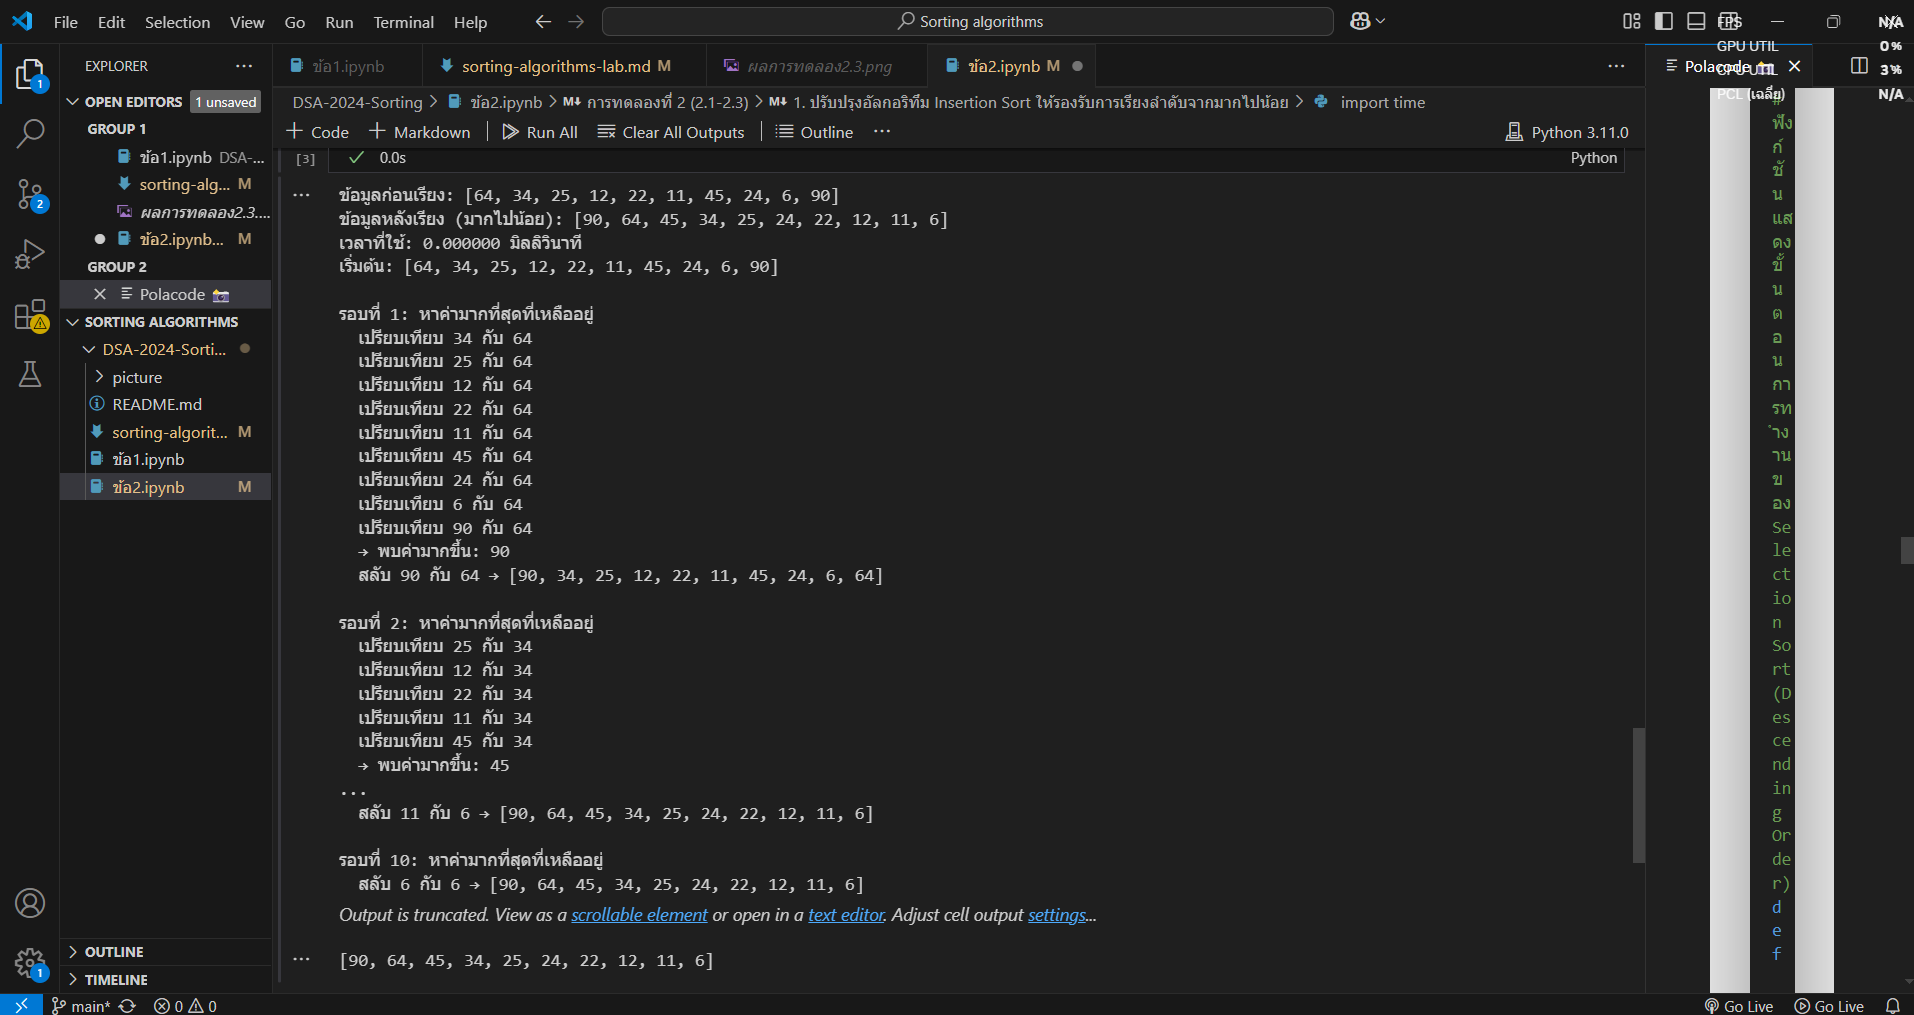 File Edit Selection View Go Run Terminal Help
Sorting algorithms
FPS N/A
GPU UTIL 0%
CPU UTIL 3%
PCL (เฉลี่ย) N/A
EXPLORER
OPEN EDITORS 1 unsaved
GROUP 1
ข้อ1.ipynb DSA-...
sorting-alg... M
ผลการทดลอง2.3....
ข้อ2.ipynb... M
GROUP 2
Polacode
SORTING ALGORITHMS
DSA-2024-Sorti...
picture
README.md
sorting-algorit... M
ข้อ1.ipynb
ข้อ2.ipynb M
OUTLINE
TIMELINE
1
2
1
ข้อ1.ipynb
sorting-algorithms-lab.md M
ผลการทดลอง2.3.png
ข้อ2.ipynb M
DSA-2024-Sorting > ข้อ2.ipynb > M↓ การทดลองที่ 2 (2.1-2.3) > M↓ 1. ปรับปรุงอัลกอริทึม Insertion Sort ให้รองรับการเรียงลำดับจากมากไปน้อย > import time
+ Code + Markdown Run All Clear All Outputs Outline ...
Python 3.11.0
[3] 0.0s Python
ข้อมูลก่อนเรียง: [64, 34, 25, 12, 22, 11, 45, 24, 6, 90]
ข้อมูลหลังเรียง (มากไปน้อย): [90, 64, 45, 34, 25, 24, 22, 12, 11, 6]
เวลาที่ใช้: 0.000000 มิลลิวินาที
เริ่มต้น: [64, 34, 25, 12, 22, 11, 45, 24, 6, 90]
รอบที่ 1: หาค่ามากที่สุดที่เหลืออยู่
เปรียบเทียบ 34 กับ 64
เปรียบเทียบ 25 กับ 64
เปรียบเทียบ 12 กับ 64
เปรียบเทียบ 22 กับ 64
เปรียบเทียบ 11 กับ 64
เปรียบเทียบ 45 กับ 64
เปรียบเทียบ 24 กับ 64
เปรียบเทียบ 6 กับ 64
เปรียบเทียบ 90 กับ 64
→ พบค่ามากขึ้น: 90
สลับ 90 กับ 64 → [90, 34, 25, 12, 22, 11, 45, 24, 6, 64]
รอบที่ 2: หาค่ามากที่สุดที่เหลืออยู่
เปรียบเทียบ 25 กับ 34
เปรียบเทียบ 12 กับ 34
เปรียบเทียบ 22 กับ 34
เปรียบเทียบ 11 กับ 34
เปรียบเทียบ 45 กับ 34
→ พบค่ามากขึ้น: 45
...
สลับ 11 กับ 6 → [90, 64, 45, 34, 25, 24, 22, 12, 11, 6]
รอบที่ 10: หาค่ามากที่สุดที่เหลืออยู่
สลับ 6 กับ 6 → [90, 64, 45, 34, 25, 24, 22, 12, 11, 6]
Output is truncated. View as a scrollable element or open in a text editor. Adjust cell output settings...
[90, 64, 45, 34, 25, 24, 22, 12, 11, 6]
Polacode
#
ฟัง
ก์
ชั
น
แส
ดง
ขั้
น
ต
อ
น
กา
รท
ำง
าน
ข
อง
Se
le
ct
io
n
So
rt
(D
es
ce
nd
in
g
Or
de
r)
d
e
f
main* 0 0
Go Live Go Live